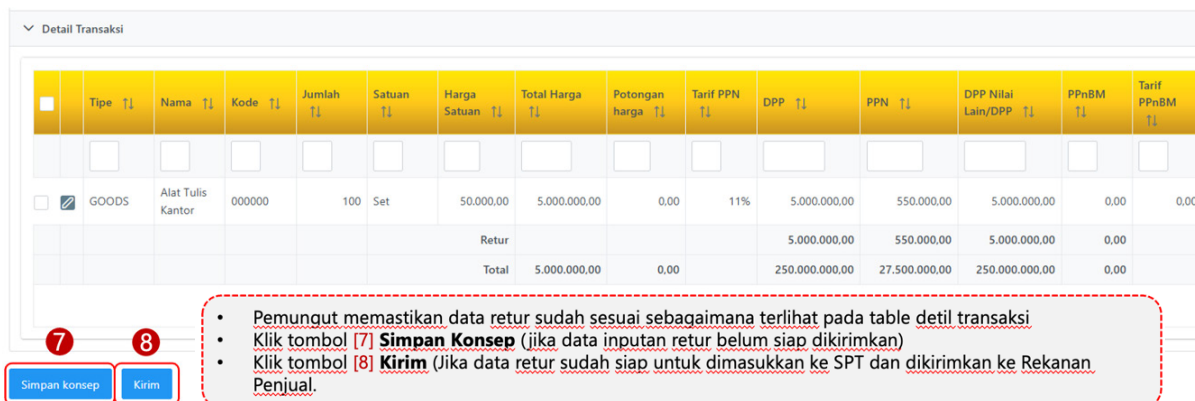 Detail Transaksi
Tipe Nama Kode Jumlah Satuan Harga Satuan Total Harga Potongan harga Tarif PPN DPP PPN DPP Nilai Lain/DPP PPnBM Tarif PPnBM
GOODS Alat Tulis Kantor 000000 100 Set 50.000,00 5.000.000,00 0,00 11% 5.000.000,00 550.000,00 5.000.000,00 0,00 0,00
Retur 5.000.000,00 550.000,00 5.000.000,00 0,00
Total 5.000.000,00 0,00 250.000.000,00 27.500.000,00 250.000.000,00 0,00
• Pemungut memastikan data retur sudah sesuai sebagaimana terlihat pada table detil transaksi
• Klik tombol [7] Simpan Konsep (jika data inputan retur belum siap dikirimkan)
• Klik tombol [8] Kirim (Jika data retur sudah siap untuk dimasukkan ke SPT dan dikirimkan ke Rekanan
Penjual.
7 8
Simpan konsep Kirim